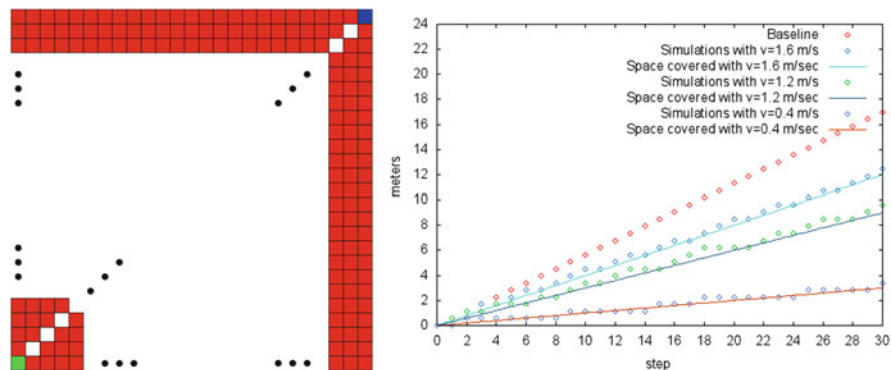 24
22
20
18
16
14
12
10
8
6
4
2
0
meters
Baseline
Simulations with v=1.6 m/s
Space covered with v=1.6 m/sec
Simulations with v=1.2 m/s
Space covered with v=1.2 m/sec
Simulations with v=0.4 m/s
Space covered with v=0.4 m/sec
0 2 4 6 8 10 12 14 16 18 20 22 24 26 28 30
step